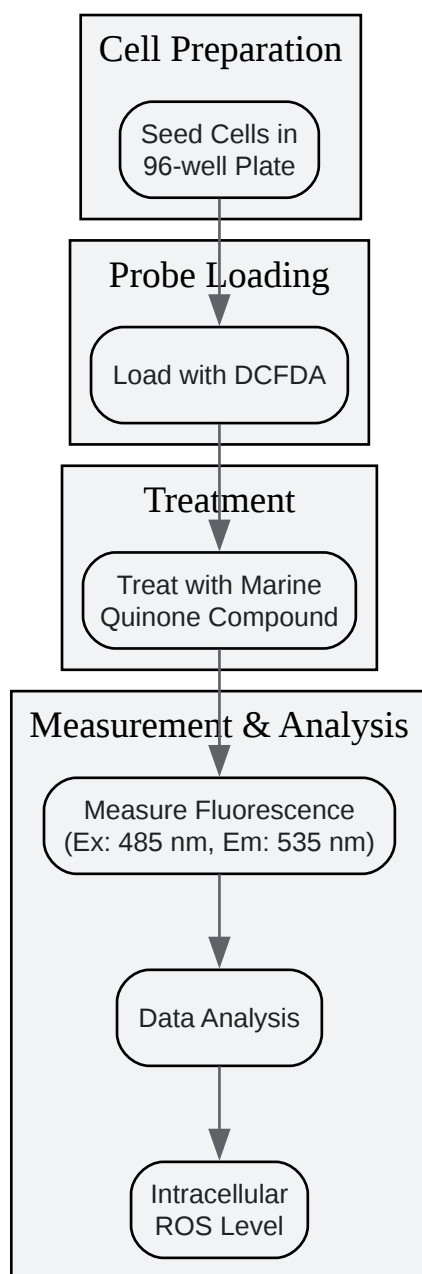 Cell Preparation
Seed Cells in
96-well Plate
Probe Loading
Load with DCFDA
Treatment
Treat with Marine
Quinone Compound
Measurement & Analysis
Measure Fluorescence
(Ex: 485 nm, Em: 535 nm)
Data Analysis
Intracellular
ROS Level